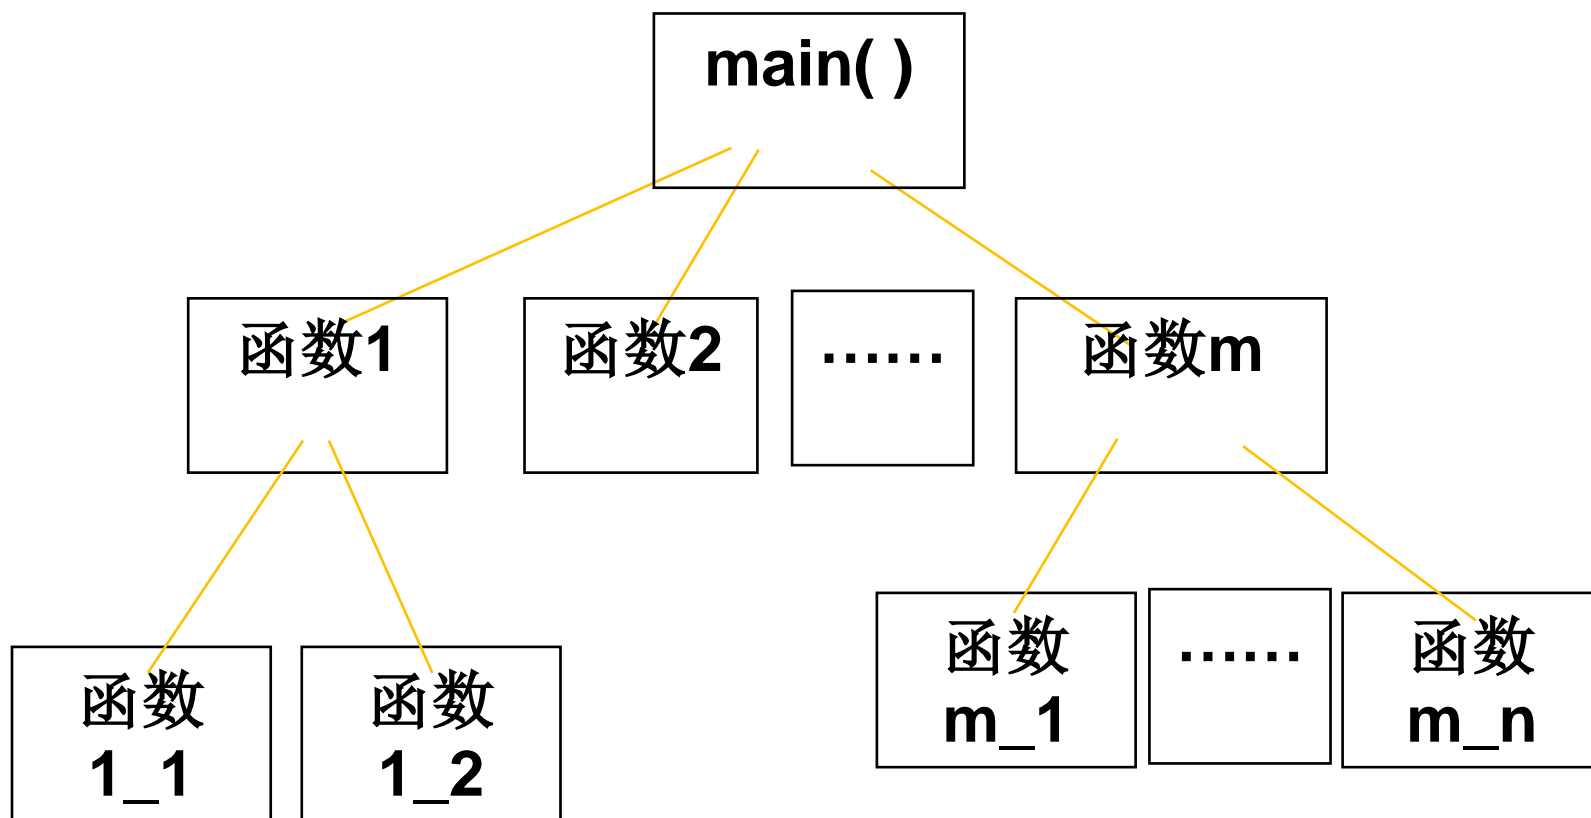 main( )
函数1
函数2
......
函数m
函数
1_1
函数
1_2
函数
m_1
......
函数
m_n